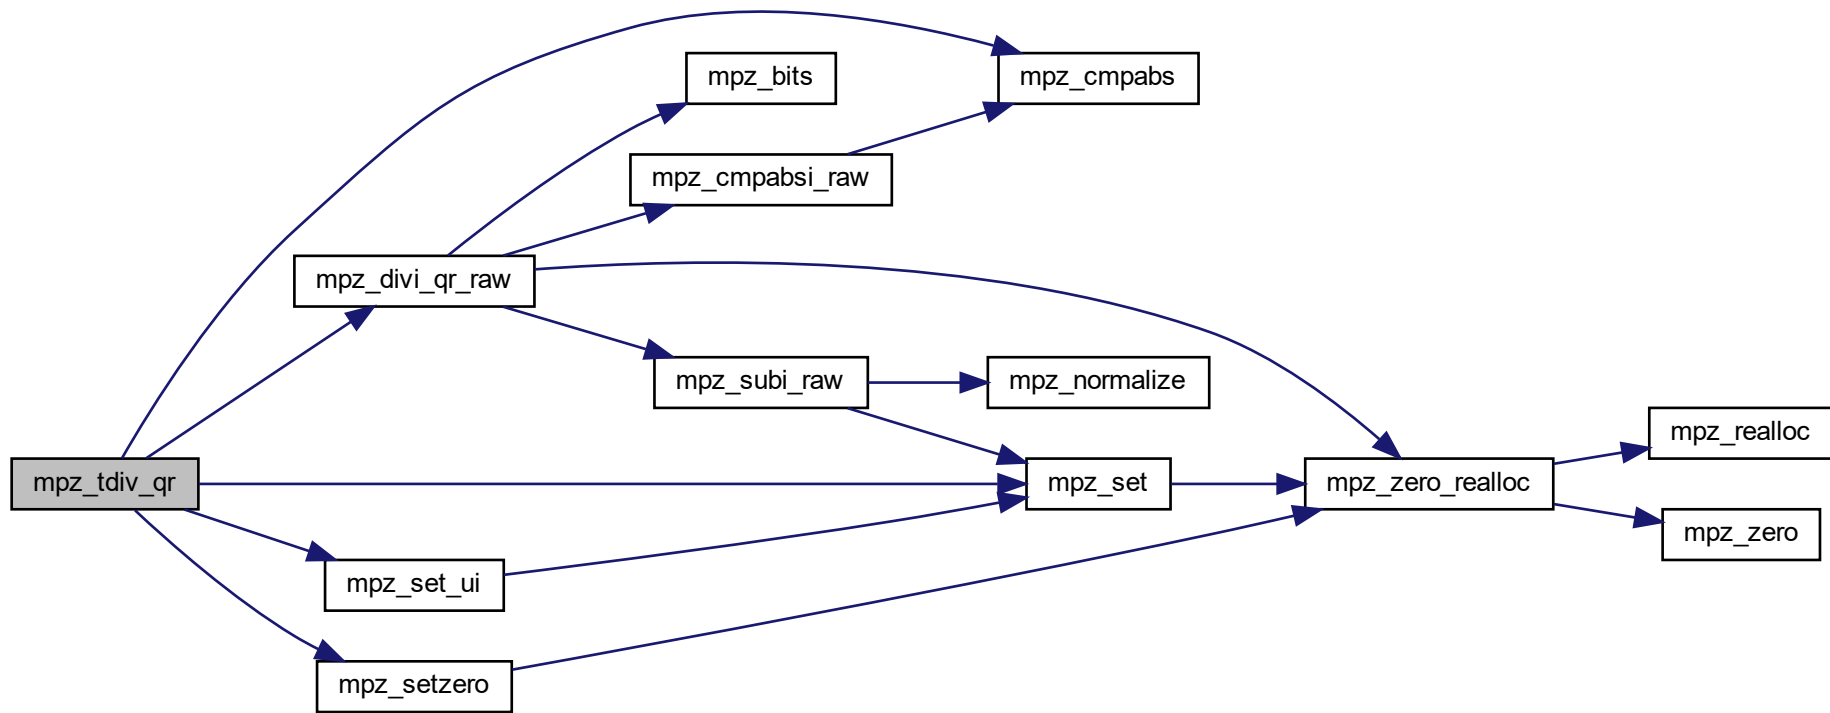 mpz_bits
mpz_cmpabs
mpz_cmpabsi_raw
mpz_divi_qr_raw
mpz_subi_raw
mpz_normalize
mpz_realloc
mpz_tdiv_qr
mpz_set
mpz_zero_realloc
mpz_zero
mpz_set_ui
mpz_setzero